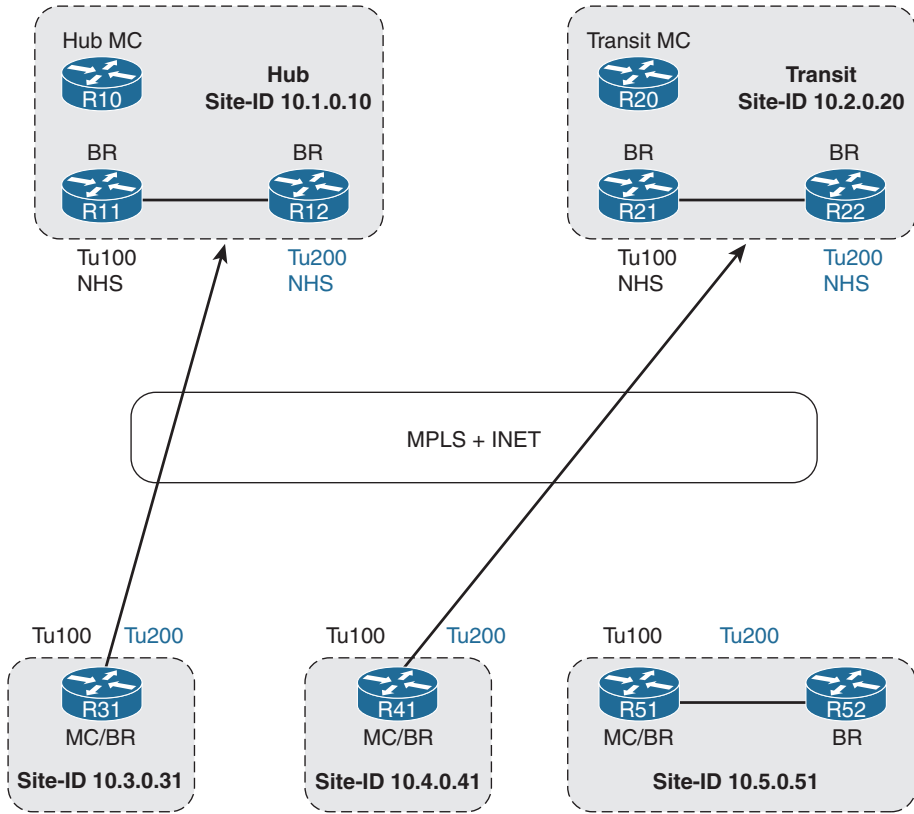 Hub MC
R10
Hub
Site-ID 10.1.0.10
BR
BR
R11
R12
Tu100
NHS
Tu200
NHS
Transit MC
R20
Transit
Site-ID 10.2.0.20
BR
BR
R21
R22
Tu100
NHS
Tu200
NHS
MPLS + INET
Tu100
Tu200
R31
MC/BR
Site-ID 10.3.0.31
Tu100
Tu200
R41
MC/BR
Site-ID 10.4.0.41
Tu100
Tu200
R51
R52
MC/BR
BR
Site-ID 10.5.0.51